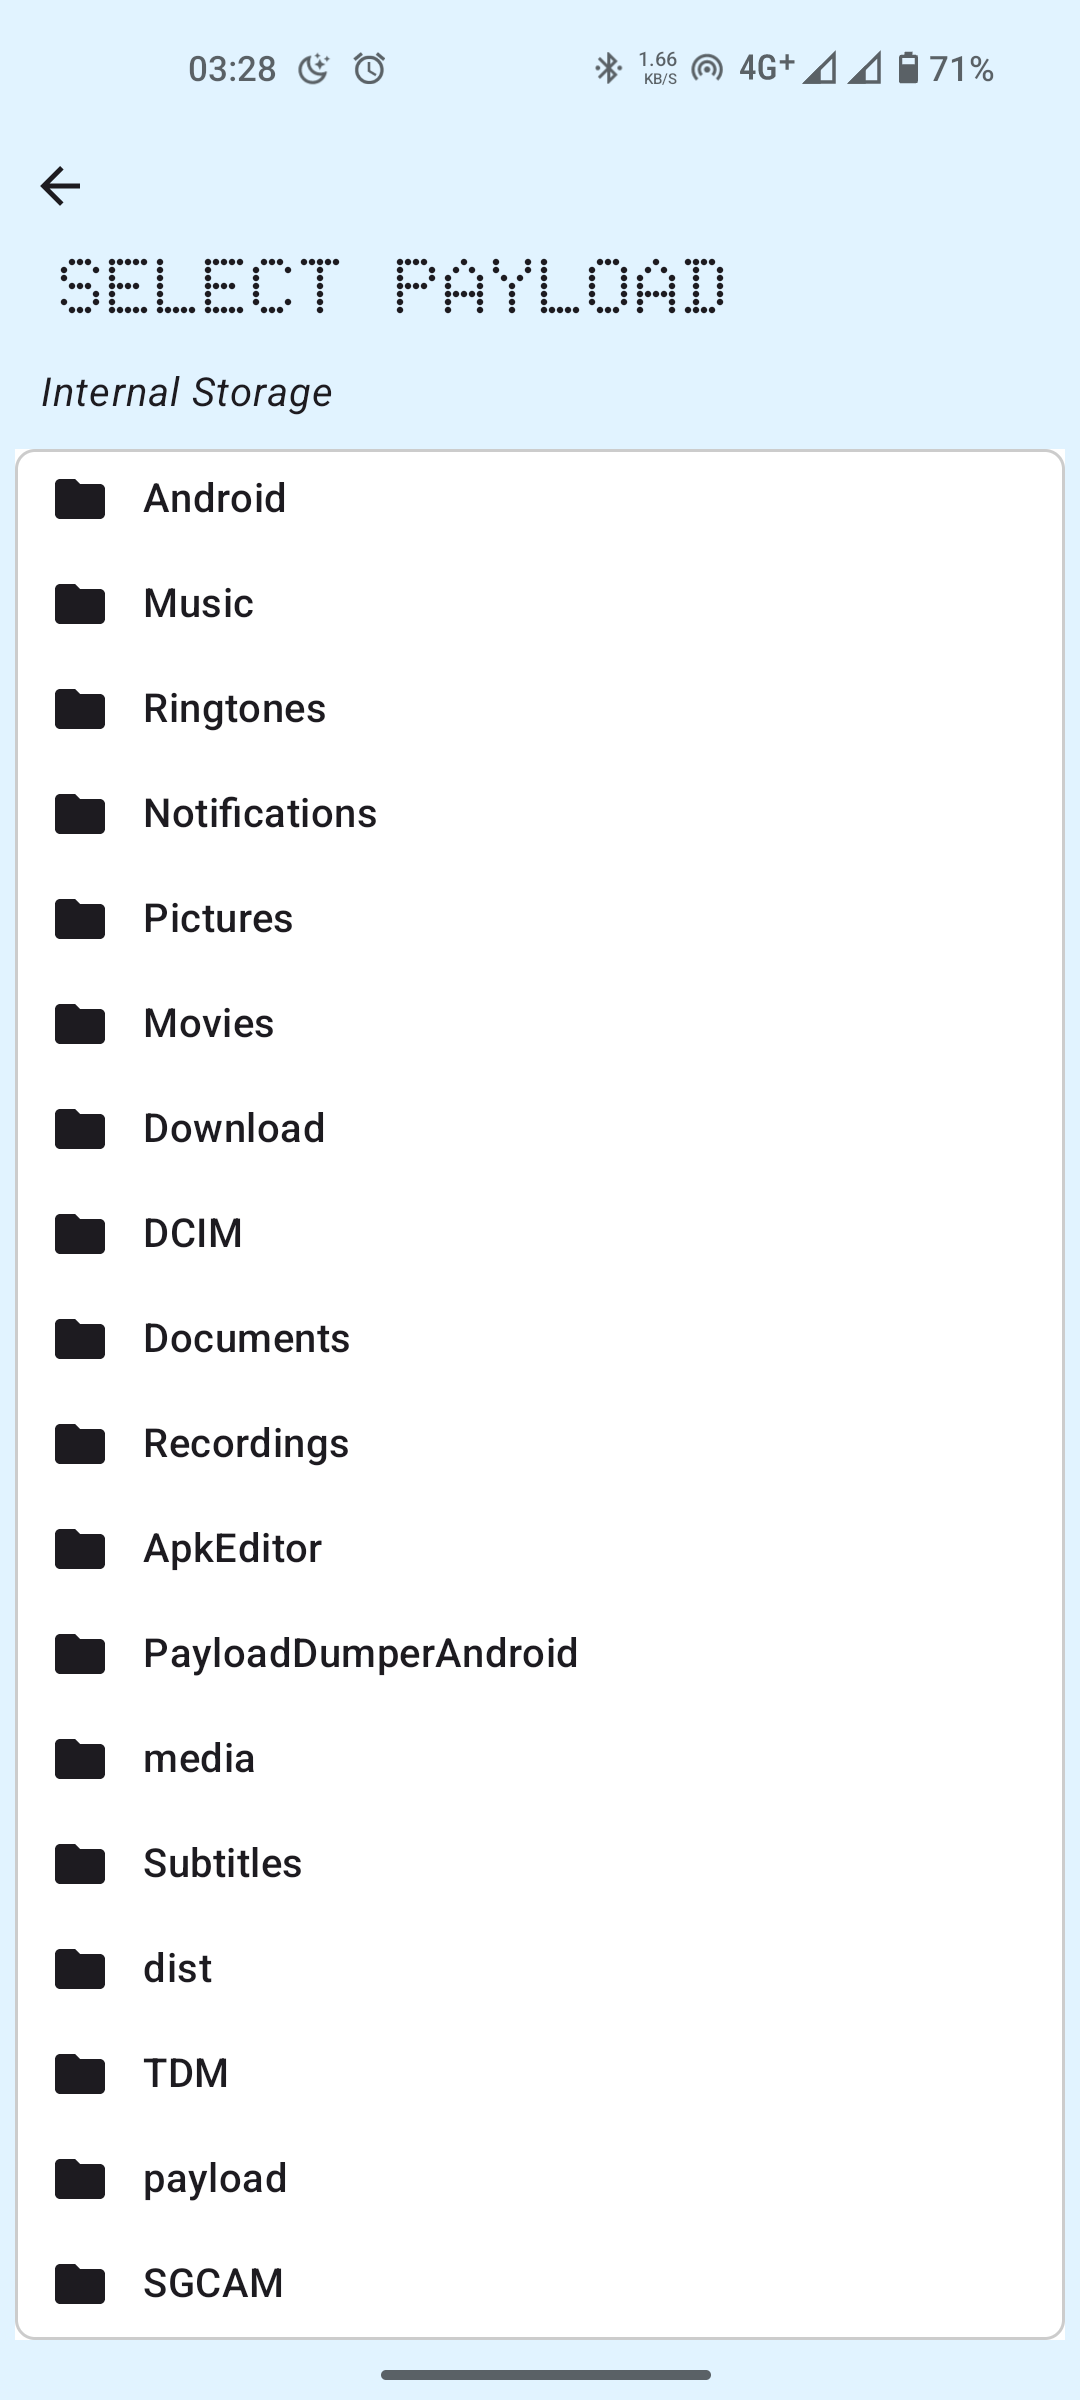 03:28 1.66 KB/S 4G+ 71%
SELECT PAYLOAD
Internal Storage
Android
Music
Ringtones
Notifications
Pictures
Movies
Download
DCIM
Documents
Recordings
ApkEditor
PayloadDumperAndroid
media
Subtitles
dist
TDM
payload
SGCAM